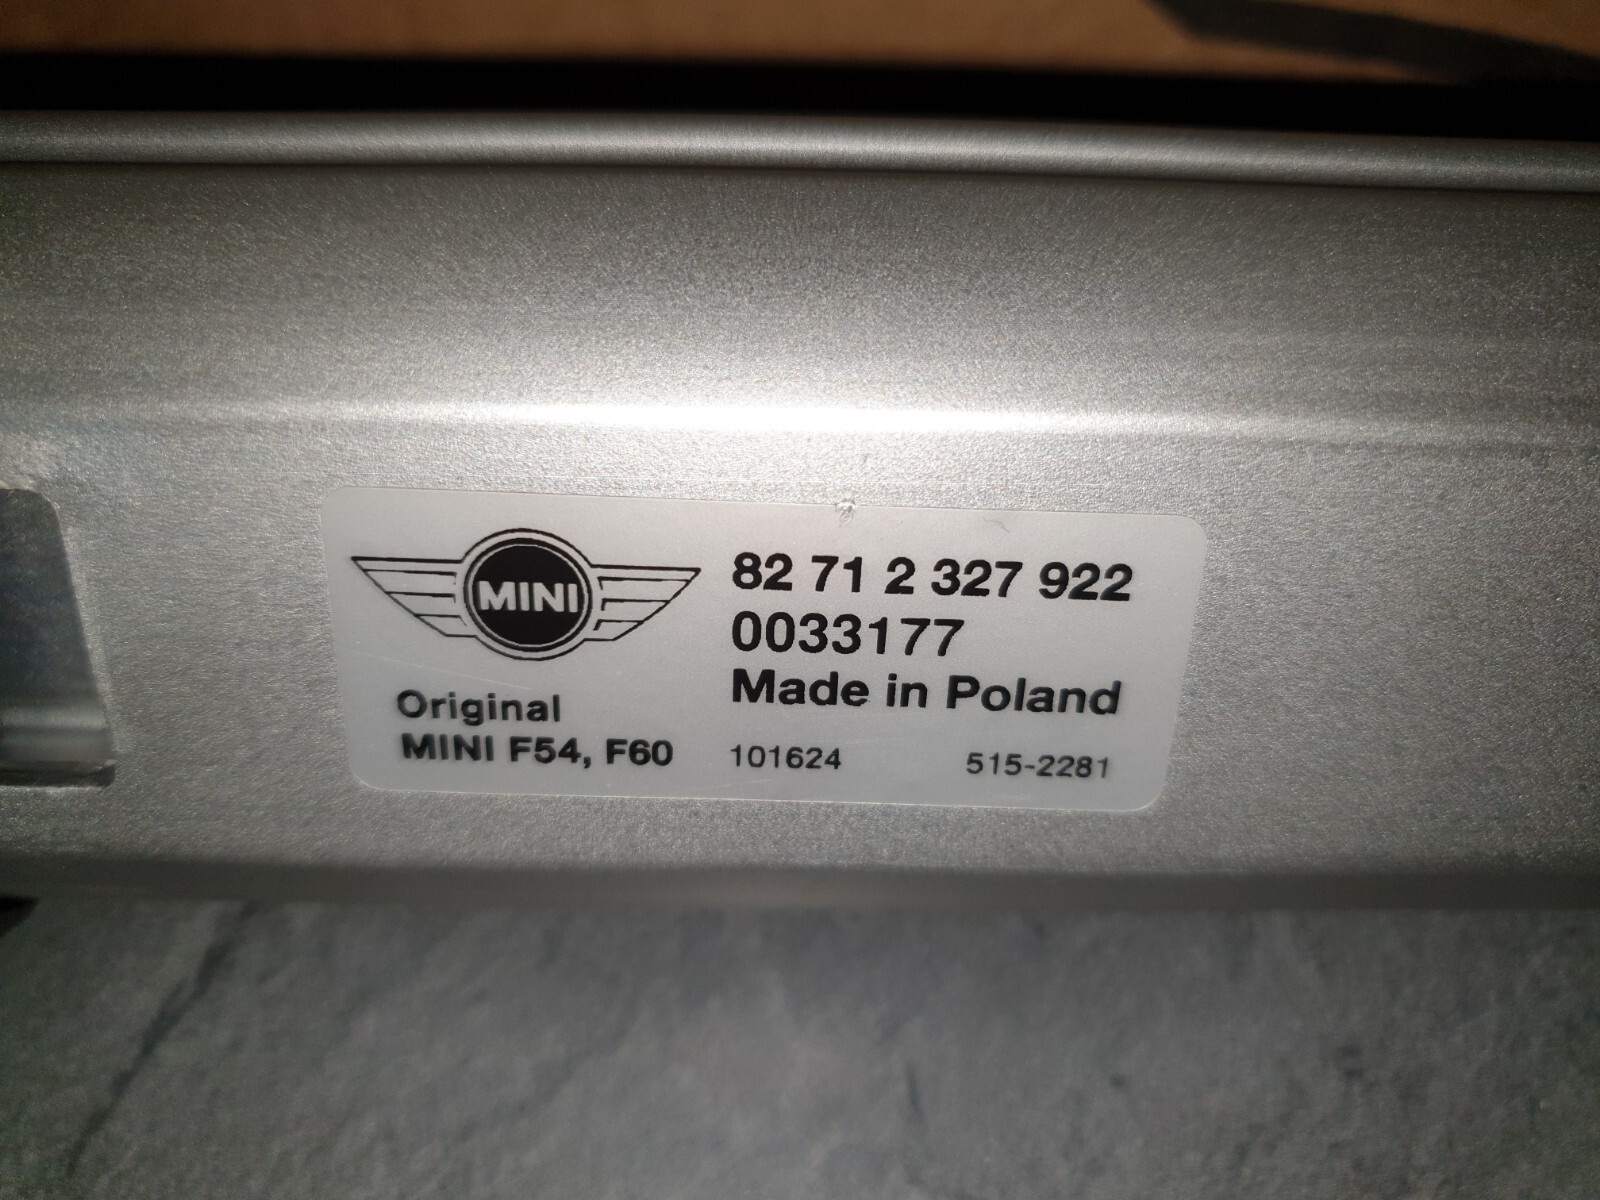 MINI
Original
MINI F54, F60
82 71 2 327 922
0033177
Made in Poland
101624
515-2281